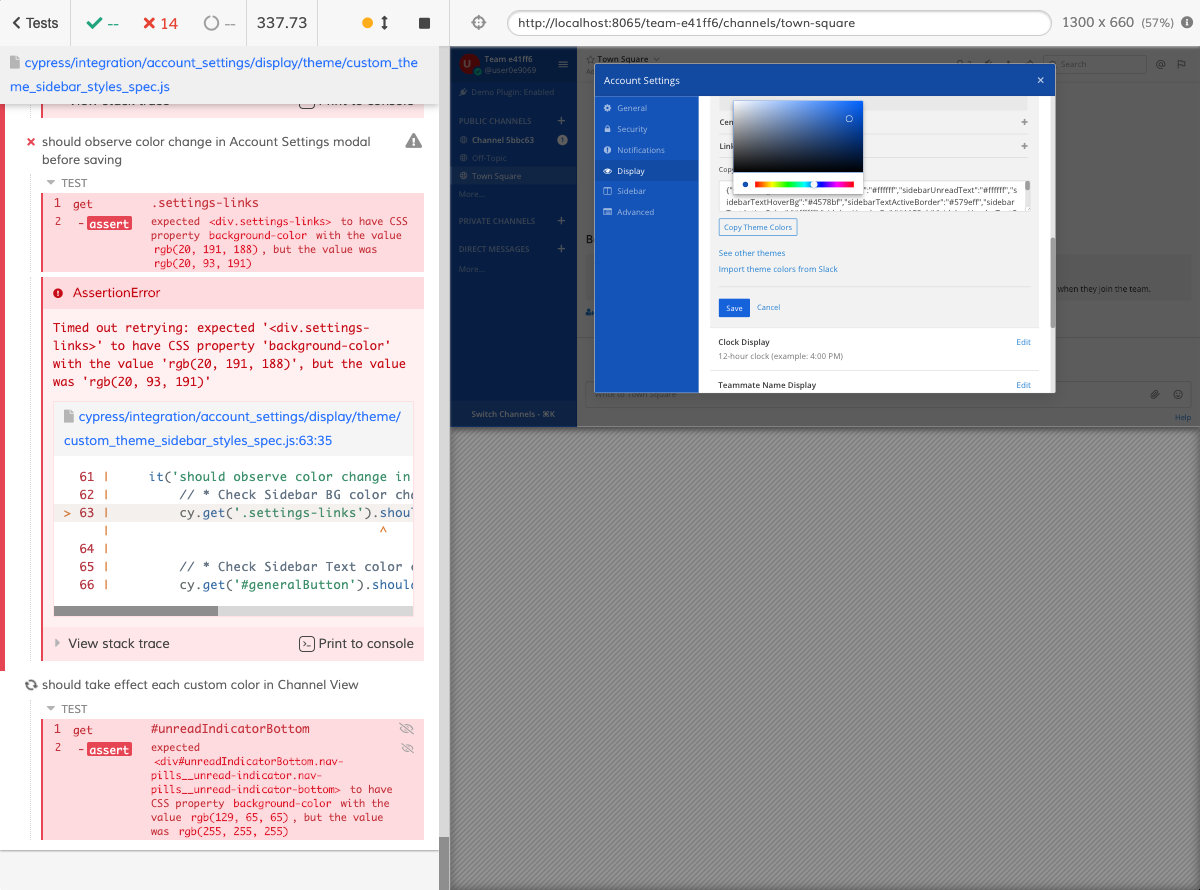 Tests
--
14
--
337.73
http://localhost:8065/team-e41ff6/channels/town-square
1300 x 660 (57%)
cypress/integration/account_settings/display/theme/custom_the
me_sidebar_styles_spec.js
View stack trace
Print to console
should observe color change in Account Settings modal
before saving
TEST
1 get .settings-links
2 -assert expected <div.settings-links> to have CSS
property background-color with the value
rgb(20, 191, 188), but the value was
rgb(20, 93, 191)
AssertionError
Timed out retrying: expected '<div.settings-
links>' to have CSS property 'background-color'
with the value 'rgb(20, 191, 188)', but the value
was 'rgb(20, 93, 191)'
cypress/integration/account_settings/display/theme/
custom_theme_sidebar_styles_spec.js:63:35
61 | it('should observe color change in
62 | // * Check Sidebar BG color cha
> 63 | cy.get('.settings-links').shoul
| ^
64 |
65 | // * Check Sidebar Text color c
66 | cy.get('#generalButton').should
View stack trace
Print to console
should take effect each custom color in Channel View
TEST
1 get #unreadIndicatorBottom
2 -assert expected
<div#unreadIndicatorBottom.nav-
pills__unread-indicator.nav-
pills__unread-indicator-bottom> to have
CSS property background-color with the
value rgb(129, 65, 65), but the value
was rgb(255, 255, 255)
U
Team e41ff6
@user0e9069
Demo Plugin: Enabled
PUBLIC CHANNELS +
Channel 5bbc63 1
Off-Topic
Town Square
More...
PRIVATE CHANNELS +
DIRECT MESSAGES +
More...
Switch Channels - ⌘K
Town Square
Search
@
when they join the team.
Write to Town Square
Help
Account Settings ×
General
Security
Notifications
Display
Sidebar
Advanced
Cen
Link
{"
#ffffff","sidebarUnreadText":"#ffffff","s
idebarTextHoverBg":"#4578bf","sidebarTextActiveBorder":"#579eff","sidebar
Copy Theme Colors
See other themes
Import theme colors from Slack
Save
Cancel
Clock Display Edit
12-hour clock (example: 4:00 PM)
Teammate Name Display Edit